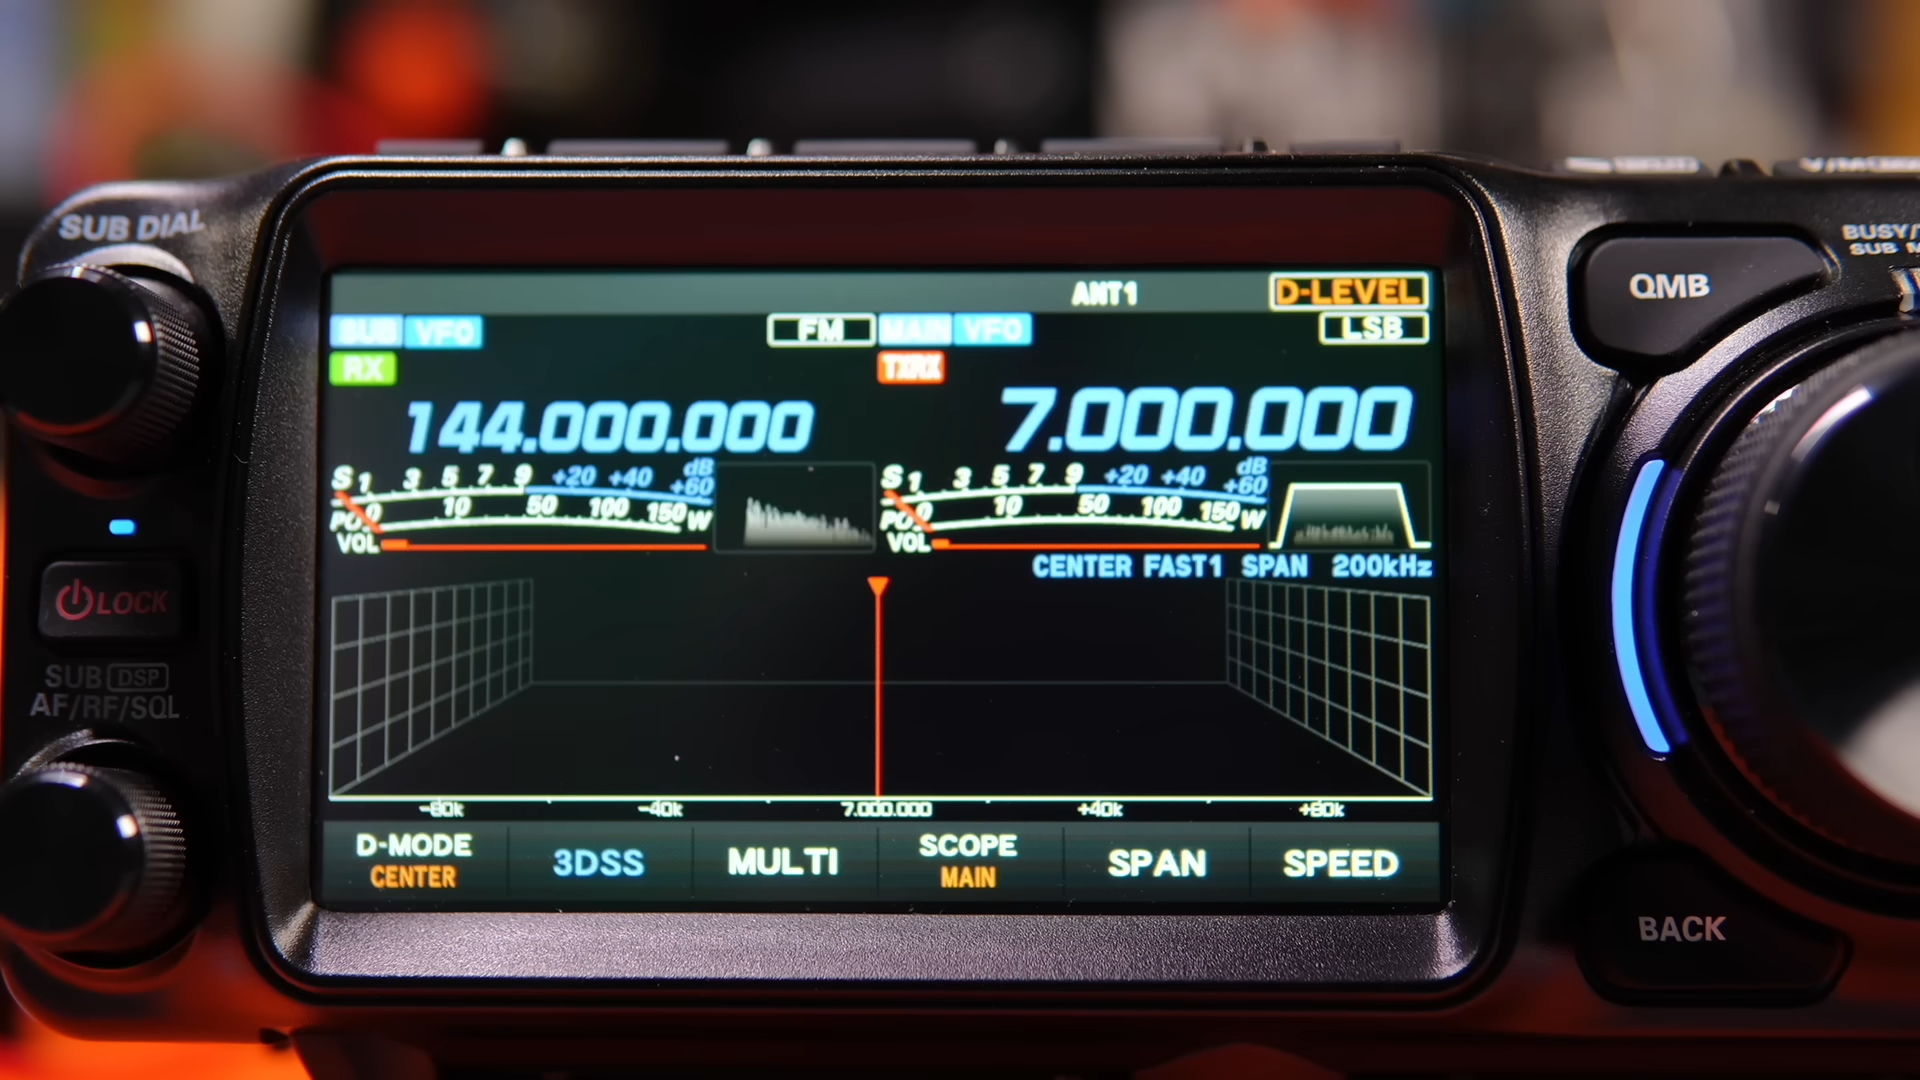 SUB DIAL
ANT1 D-LEVEL
SUB VFO FM MAIN VFO LSB
RX TXRX
144.000.000 7.000.000
S 1 3 5 7 9 +20 +40 +60 dB S 1 3 5 7 9 +20 +40 +60 dB
PO 0 10 50 100 150 W PO 0 10 50 100 150 W
VOL VOL
CENTER FAST1 SPAN 200kHz
-80k -40k 7.000.000 +40k +80k
D-MODE 3DSS MULTI SCOPE SPAN SPEED
CENTER MAIN
LOCK
SUB DSP
AF/RF/SQL
QMB
BUSY/
SUB
BACK